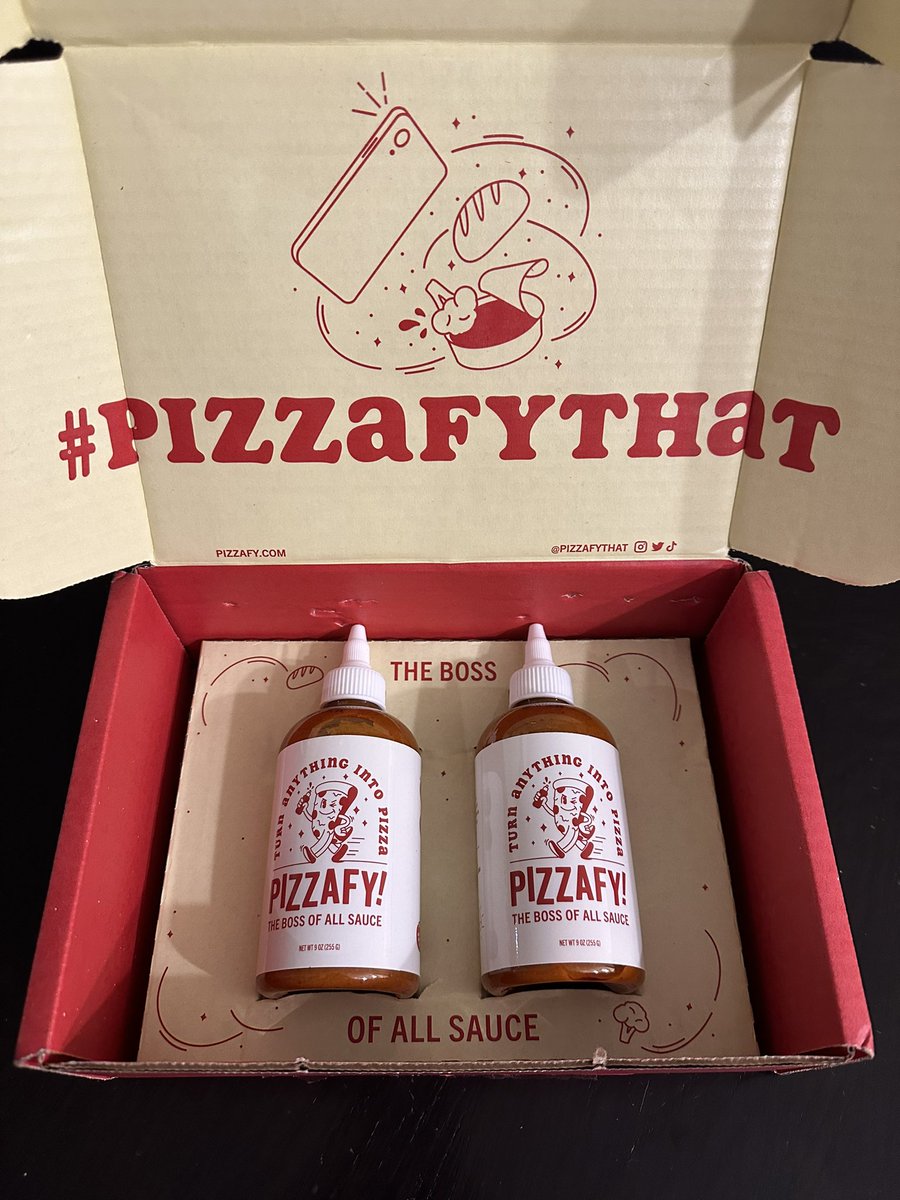 #PIZZaFYTHaT
PIZZAFY.COM
@PIZZAFYTHAT
THE BOSS
TURN anYTHING INTO PIZZa
PIZZAFY!
THE BOSS OF ALL SAUCE
NET WT 9 OZ (255 G)
TURN anYTHING INTO PIZZa
PIZZAFY!
THE BOSS OF ALL SAUCE
NET WT 9 OZ (255 G)
OF ALL SAUCE